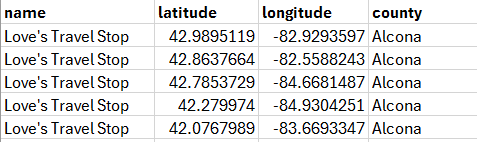 name latitude longitude county
Love's Travel Stop 42.9895119 -82.9293597 Alcona
Love's Travel Stop 42.8637664 -82.5588243 Alcona
Love's Travel Stop 42.7853729 -84.6681487 Alcona
Love's Travel Stop 42.279974 -84.9304251 Alcona
Love's Travel Stop 42.0767989 -83.6693347 Alcona